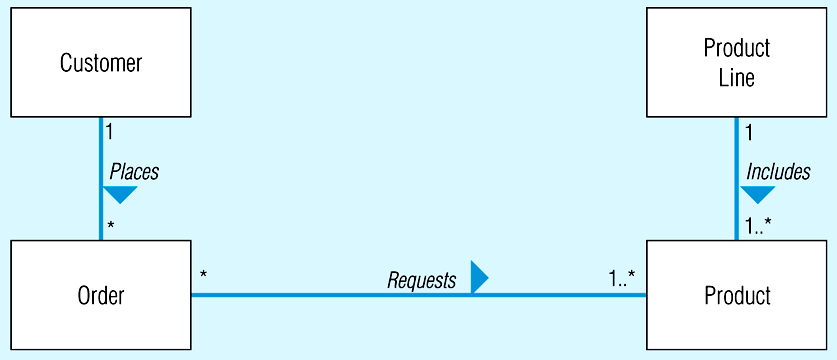 Customer
Product
Line
1
1
Places
Includes
*
1..*
Order
*
Requests
1..*
Product